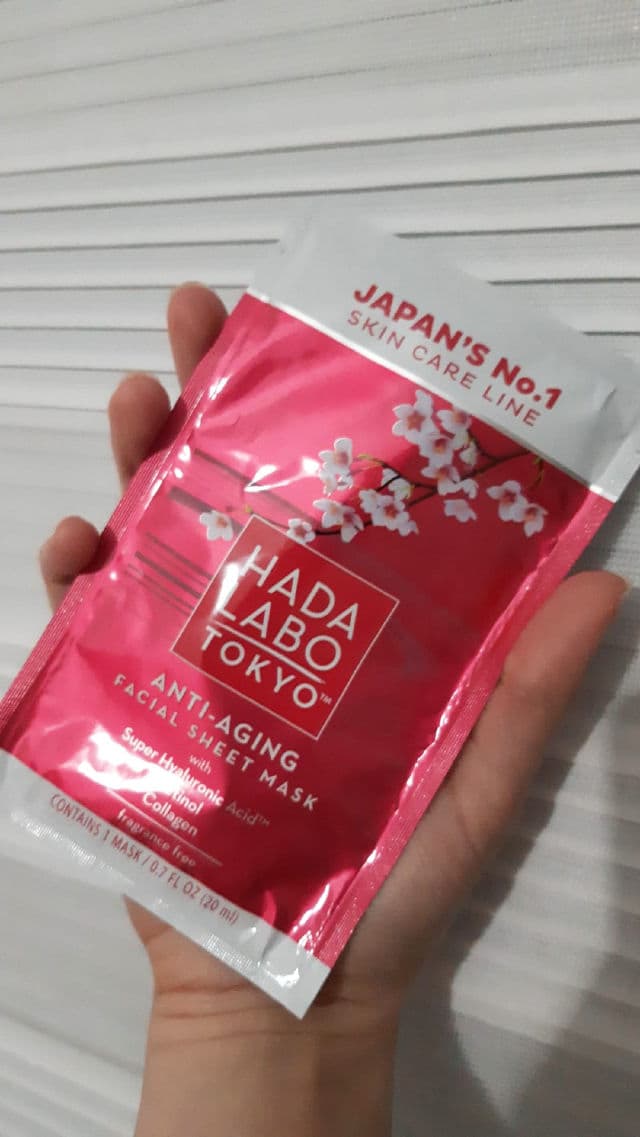 JAPAN'S No.1
SKIN CARE LINE
HADA
LABO
TOKYO™
ANTI-AGING
FACIAL SHEET MASK
with
Super Hyaluronic Acid™
Collagen
fragrance free
CONTAINS 1 MASK / 0.7 FL OZ (20 ml)